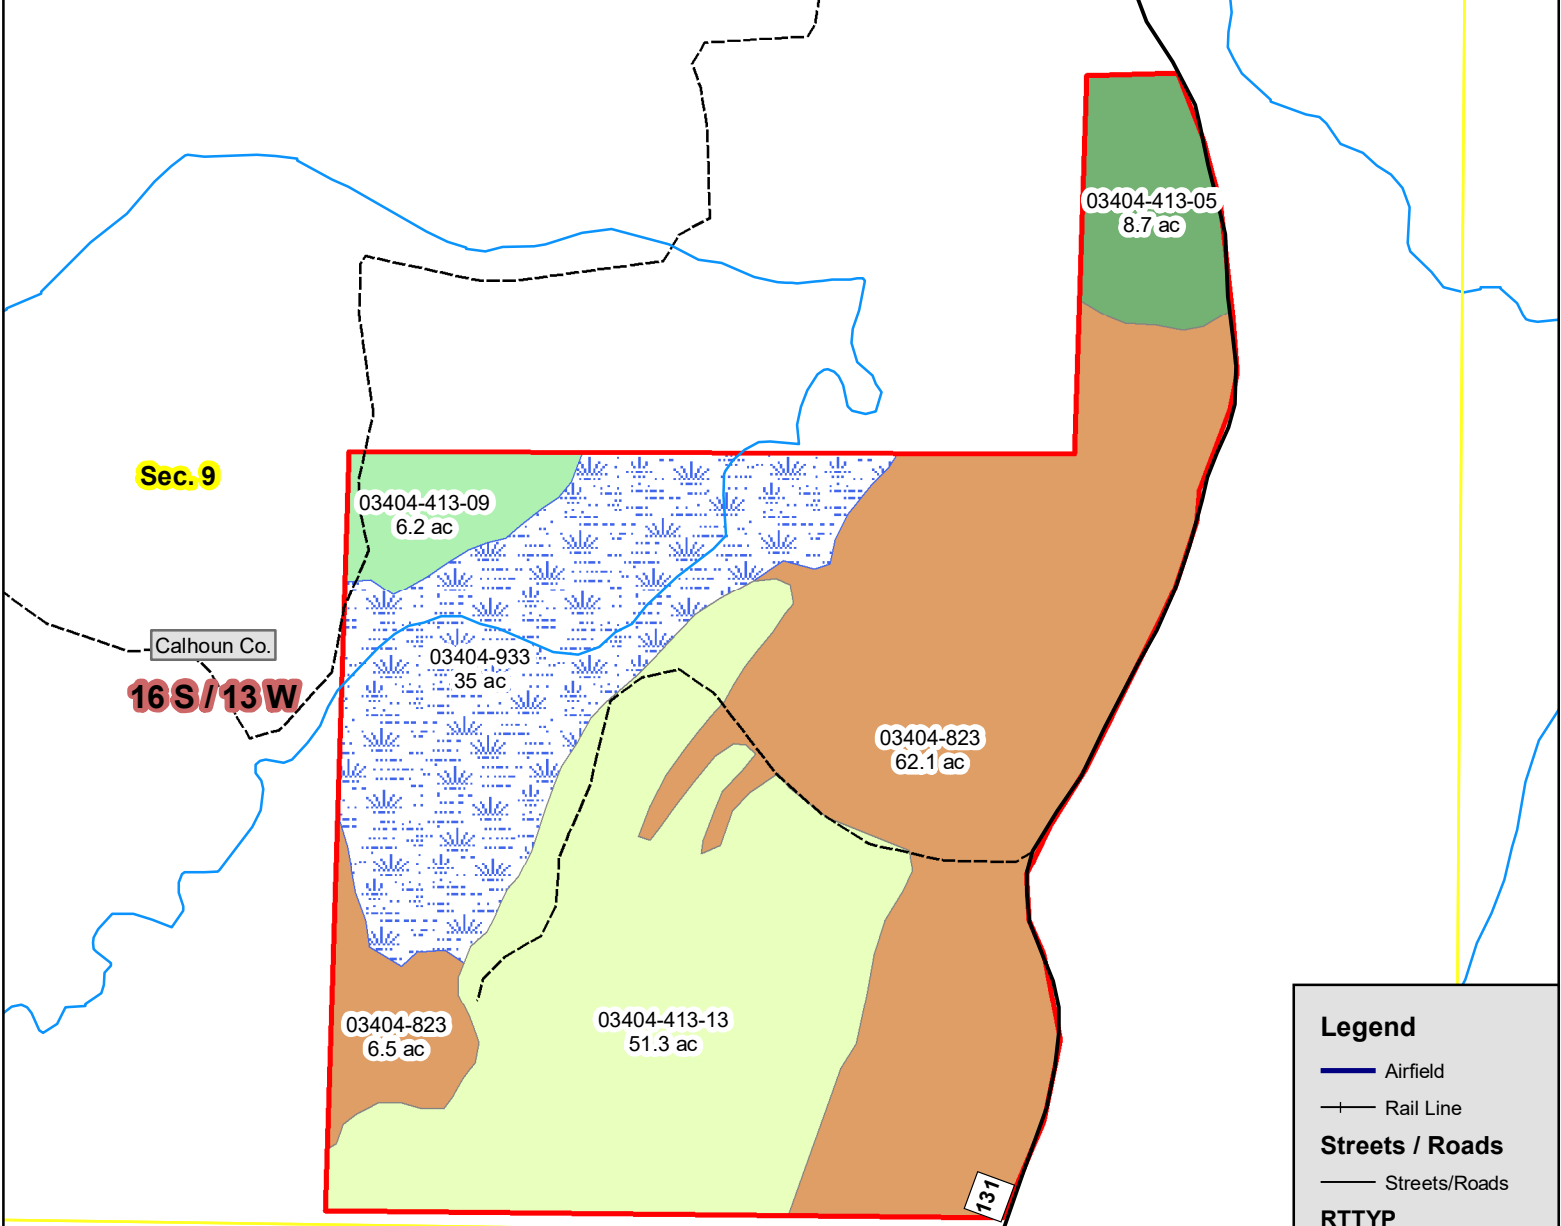 03404-413-05
8.7 ac
Sec. 9
03404-413-09
6.2 ac
Calhoun Co.
03404-933
35 ac
16 S / 13 W
03404-823
62.1 ac
03404-823
6.5 ac
03404-413-13
51.3 ac
131
Legend
Airfield
Rail Line
Streets / Roads
Streets/Roads
RTTYP